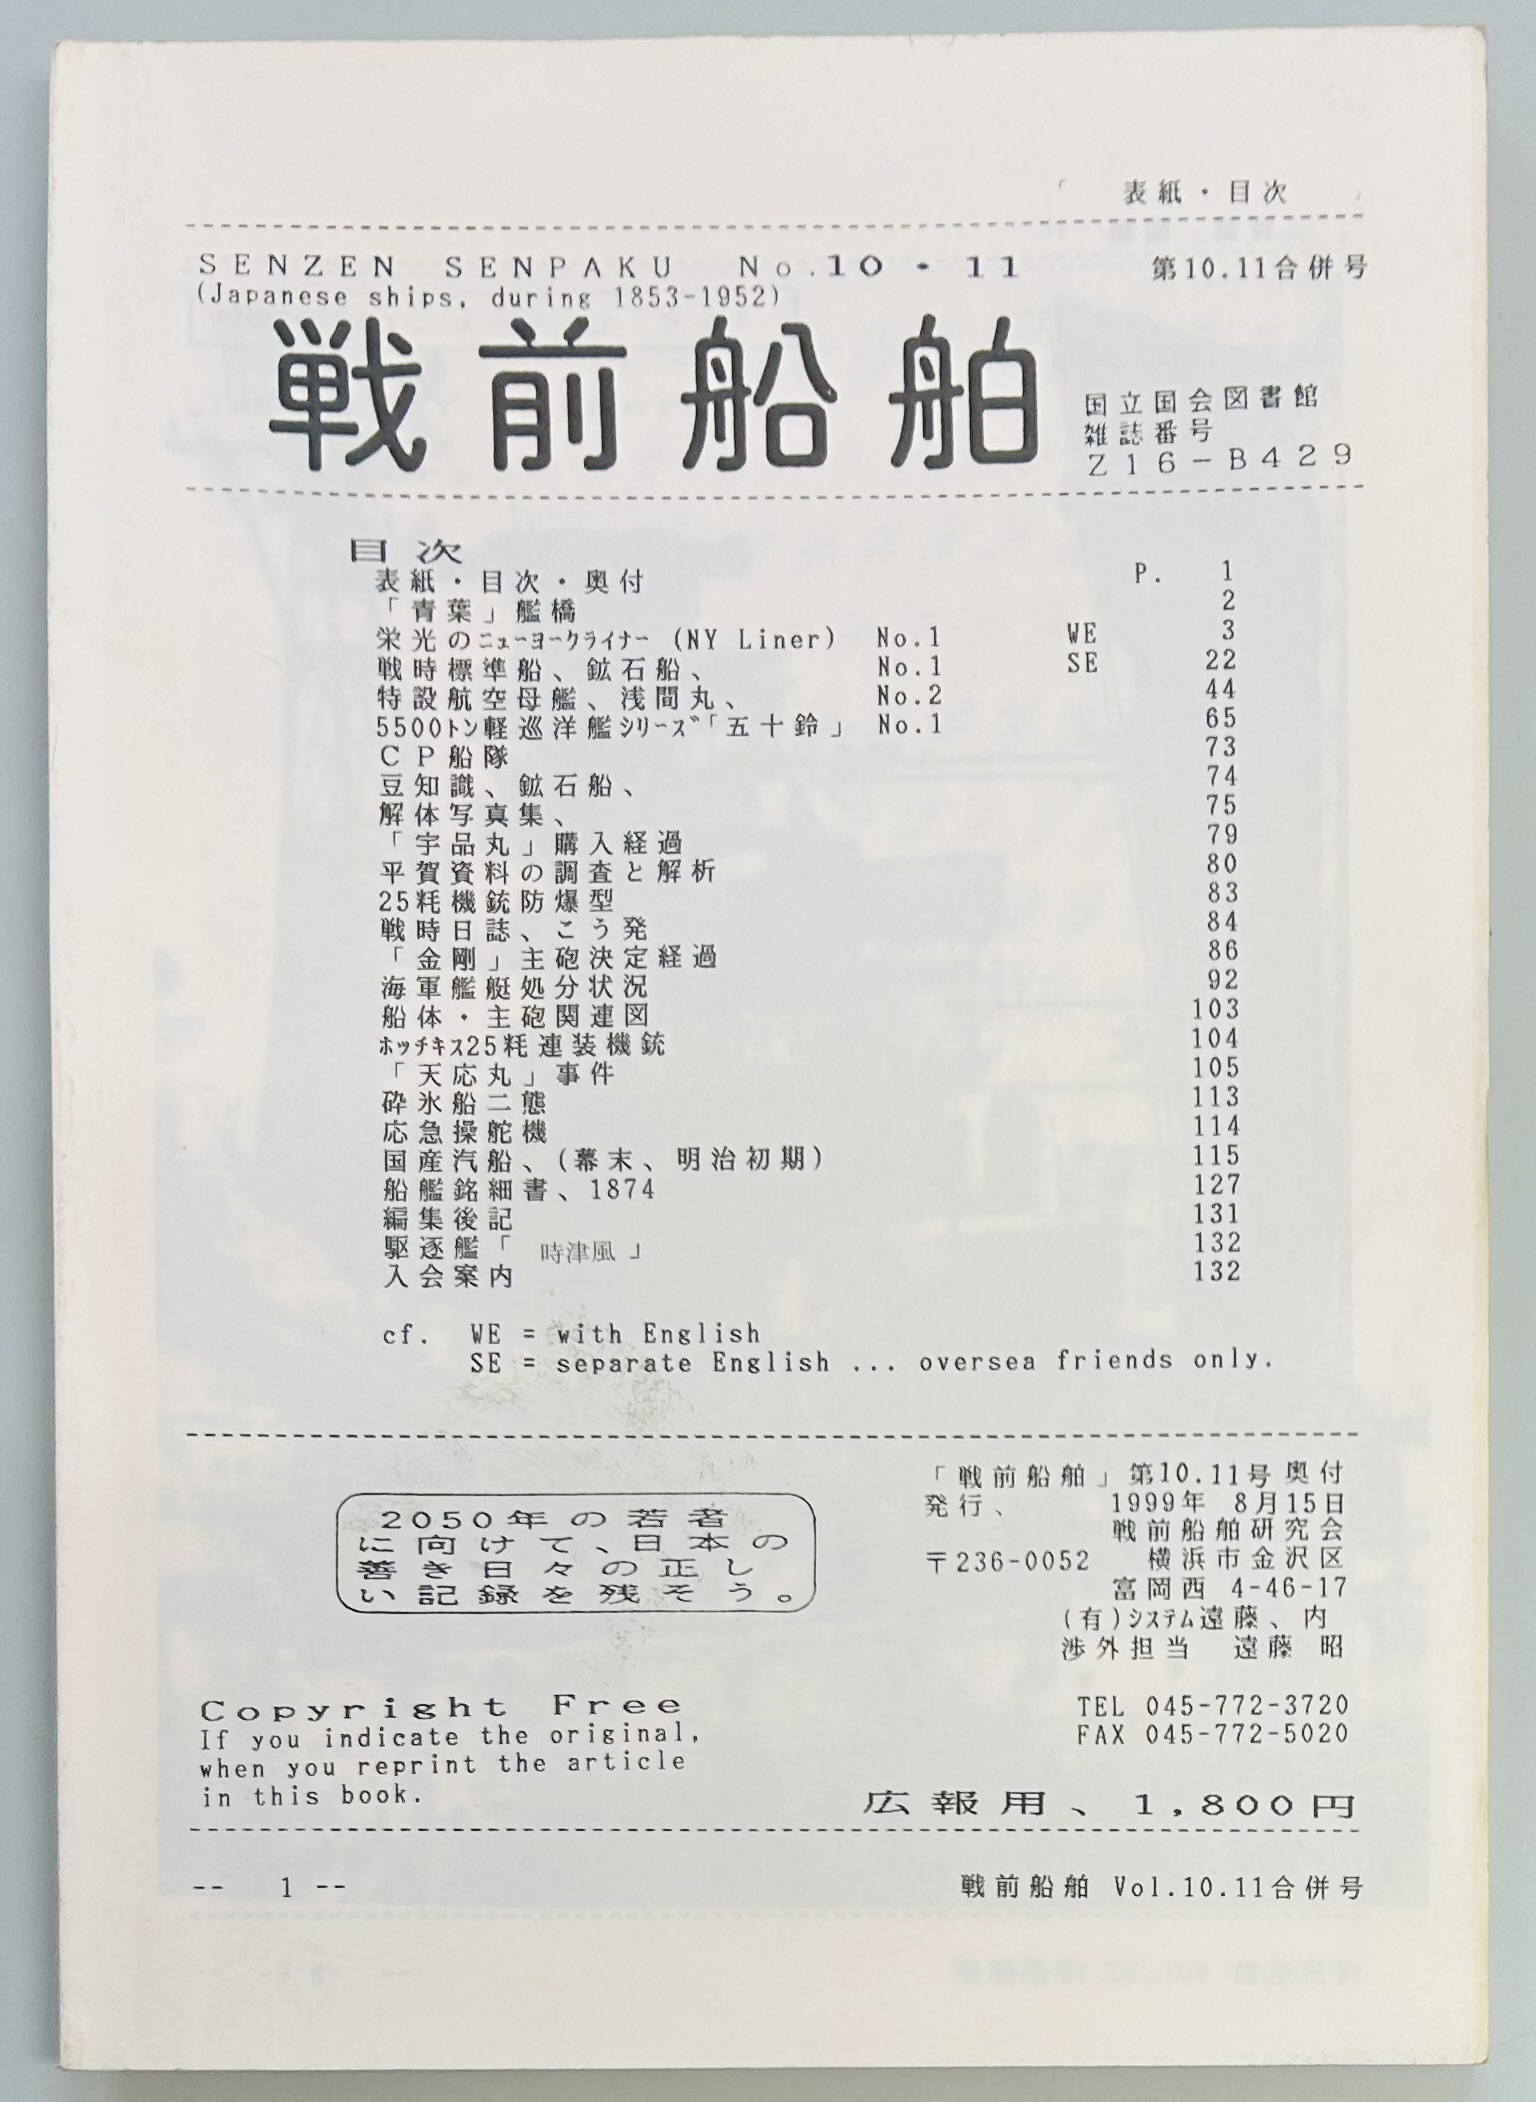 「 表紙・目次 」
SENZEN SENPAKU No.10・11 第10.11合併号
(Japanese ships, during 1853-1952)
戦前船舶
国立国会図書館
雑誌番号
Z16-B429
目次
表紙・目次・奥付 P. 1
「青葉」艦橋 2
栄光のﾆｭｰﾖｰｸﾗｲﾅｰ (NY Liner) No.1 WE 3
戦時標準船、鉱石船、 No.1 SE 22
特設航空母艦、浅間丸、 No.2 44
5500ﾄﾝ軽巡洋艦ｼﾘｰｽﾞ「五十鈴」 No.1 65
CP船隊 73
豆知識、鉱石船、 74
解体写真集、 75
「宇品丸」購入経過 79
平賀資料の調査と解析 80
25粍機銃防爆型 83
戦時日誌、こう発 84
「金剛」主砲決定経過 86
海軍艦艇処分状況 92
船体・主砲関連図 103
ﾎｯﾁｷｽ25粍連装機銃 104
「天応丸」事件 105
砕氷船二態 113
応急操舵機 114
国産汽船、(幕末、明治初期) 115
船艦銘細書、1874 127
編集後記 131
駆逐艦「 時津風 」 132
入会案内 132
cf. WE = with English
SE = separate English ... oversea friends only.
「戦前船舶」第10.11号奥付
発行、 1999年 8月15日
戦前船舶研究会
〒236-0052 横浜市金沢区
富岡西 4-46-17
(有)ｼｽﾃﾑ遠藤、内
渉外担当 遠藤 昭
TEL 045-772-3720
FAX 045-772-5020
2050年の若者
に向けて、日本の
善き日々の正し
い記録を残そう。
Copyright Free
If you indicate the original,
when you reprint the article
in this book.
広報用、1,800円
-- 1 -- 戦前船舶 Vol.10.11合併号